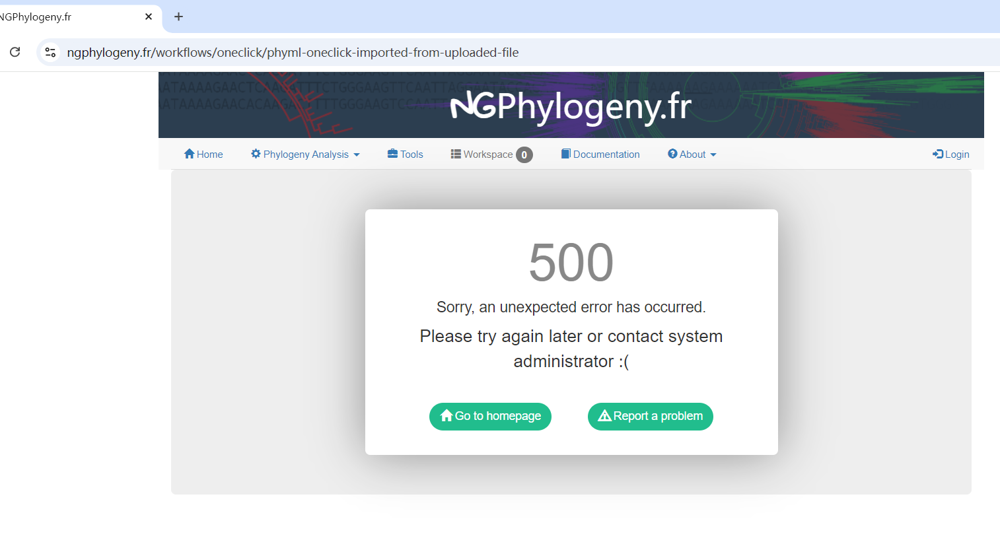 NGPhylogeny.fr
ngphylogeny.fr/workflows/oneclick/phyml-oneclick-imported-from-uploaded-file
NGPhylogeny.fr
Home Phylogeny Analysis Tools Workspace 0 Documentation About Login
500
Sorry, an unexpected error has occurred.
Please try again later or contact system
administrator :(
Go to homepage Report a problem